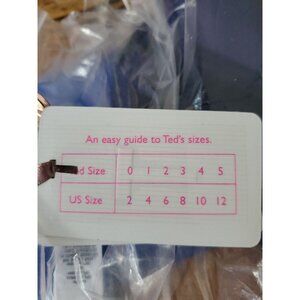 An easy guide to Ted's sizes.
Size 0 1 2 3 4 5
US Size 2 4 6 8 10 12